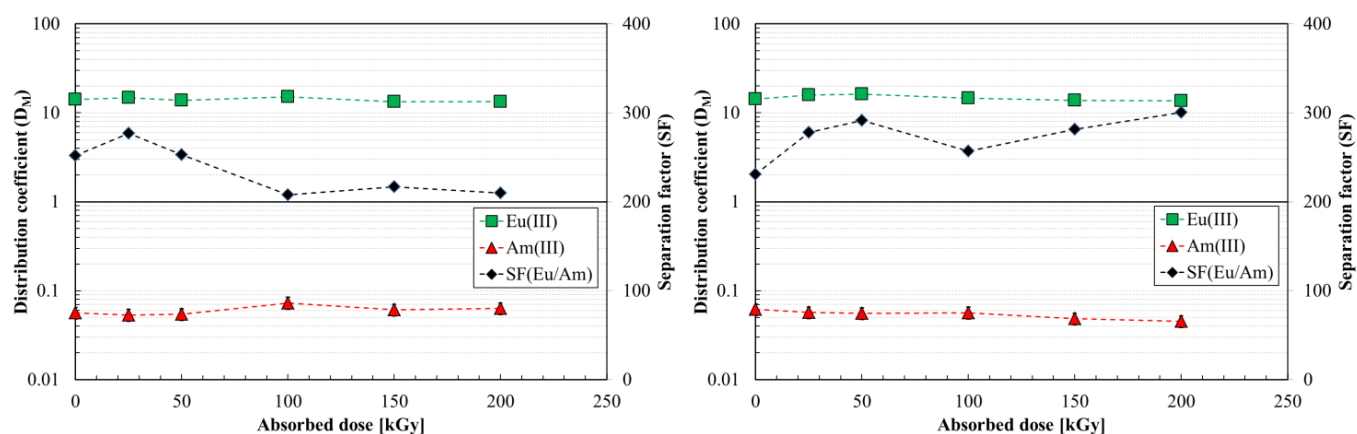 100
10
1
0.1
0.01
Distribution coefficient (D_M)
400
300
200
100
0
Separation factor (SF)
Eu(III)
Am(III)
SF(Eu/Am)
0 50 100 150 200 250
Absorbed dose [kGy]
100
10
1
0.1
0.01
Distribution coefficient (D_M)
400
300
200
100
0
Separation factor (SF)
Eu(III)
Am(III)
SF(Eu/Am)
0 50 100 150 200 250
Absorbed dose [kGy]